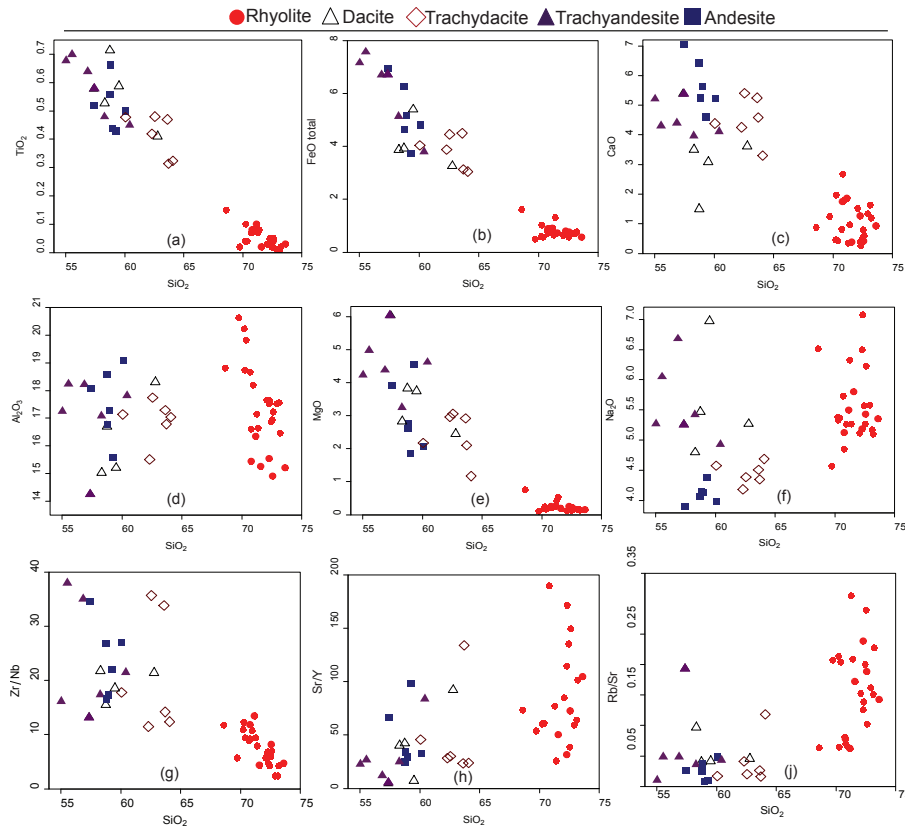 Rhyolite Dacite Trachydacite Trachyandesite Andesite
TiO2
0.0 0.1 0.2 0.3 0.4 0.5 0.6 0.7
(a)
55 60 65 70 75
SiO2
FeO total
0 2 4 6 8
(b)
55 60 65 70 75
SiO2
CaO
0 1 2 3 4 5 6 7
(c)
55 60 65 70 75
SiO2
Al2O3
14 15 16 17 18 19 20 21
(d)
55 60 65 70 75
SiO2
MgO
0 1 2 3 4 5 6
(e)
55 60 65 70 75
SiO2
Na2O
4.0 4.5 5.0 5.5 6.0 6.5 7.0
(f)
55 60 65 70 75
SiO2
Zr/Nb
0 10 20 30 40
(g)
55 60 65 70 75
SiO2
Sr/Y
0 50 100 150 200
(h)
55 60 65 70 75
SiO2
Rb/Sr
0.05 0.15 0.25 0.35
(j)
55 60 65 70 75
SiO2